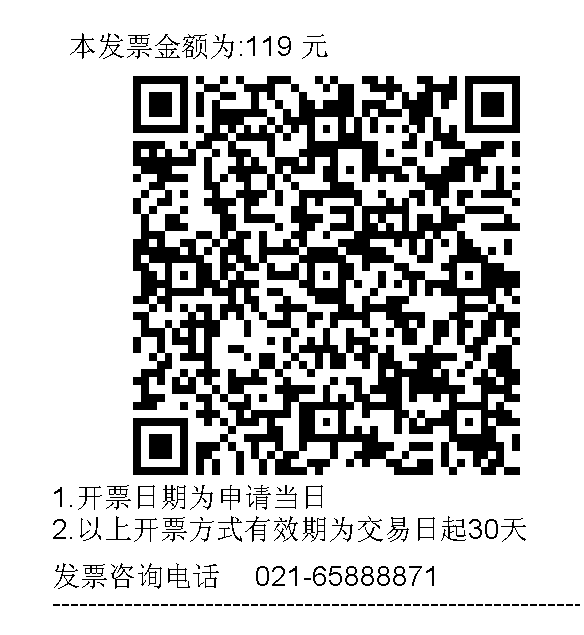 本发票金额为:119 元
1.开票日期为申请当日
2.以上开票方式有效期为交易日起30天
发票咨询电话 021-65888871